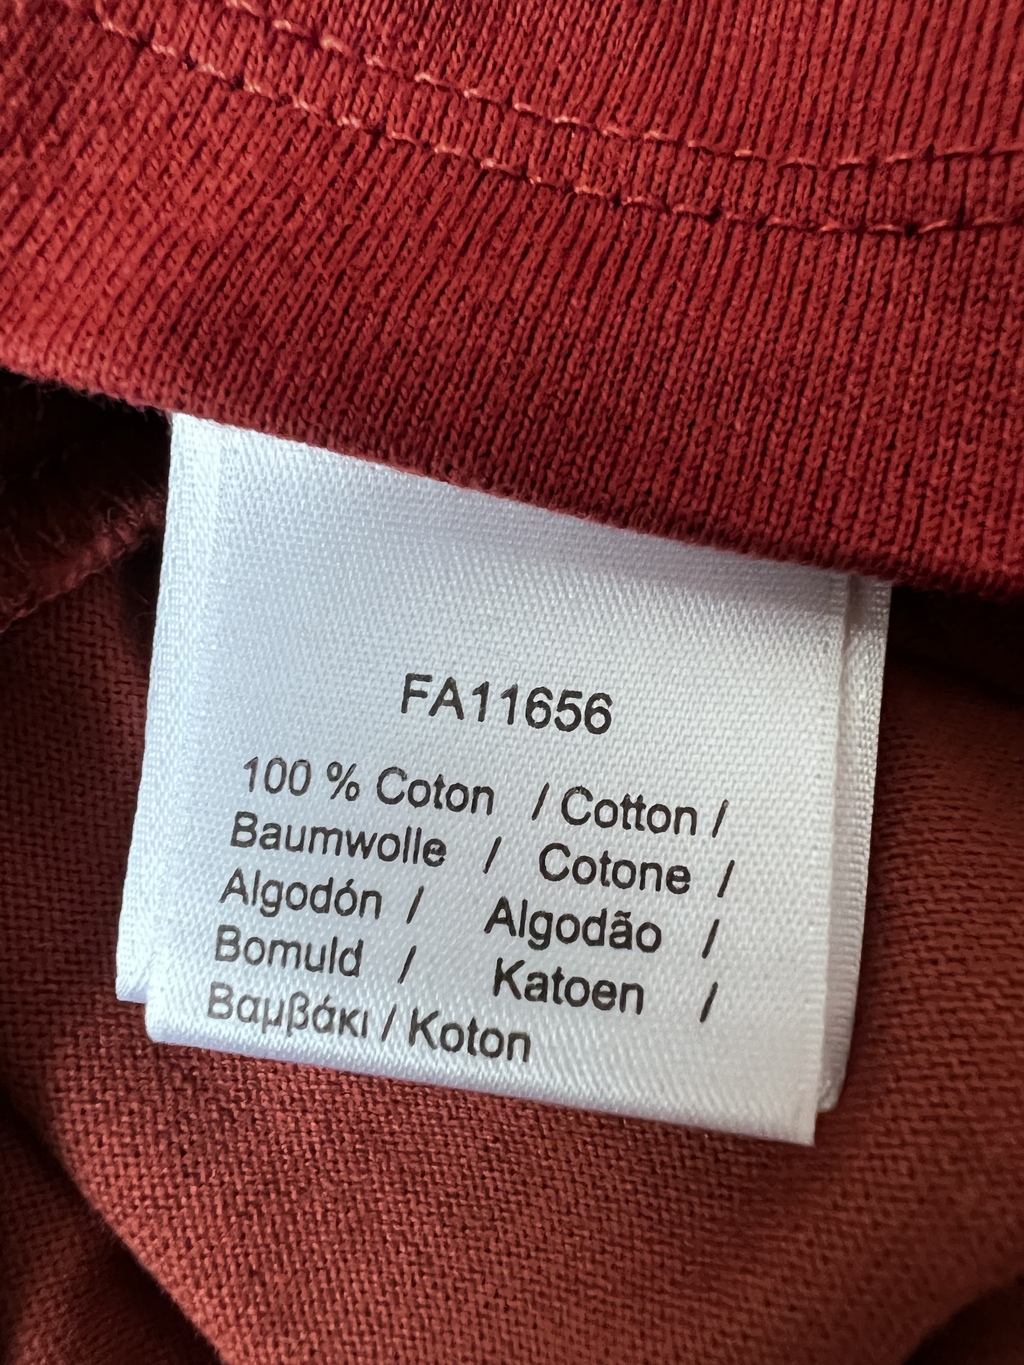 FA11656
100 % Coton / Cotton /
Baumwolle / Cotone /
Algodón / Algodão /
Bomuld / Katoen /
Βαμβάκι / Koton